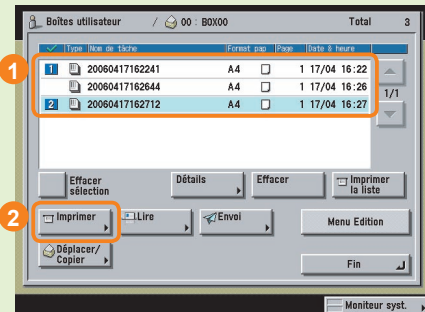 Boîtes utilisateur / 00 : BOX00 Total 3
Type Nom de tâche Format pap Page Date & heure
1 1 20060417162241 A4 1 17/04 16:22
20060417162644 A4 1 17/04 16:26
1/1
2 20060417162712 A4 1 17/04 16:27
Effacer sélection Détails Effacer Imprimer la liste
2 Imprimer Lire Envoi Menu Edition
Déplacer/ Copier Fin
Moniteur syst.